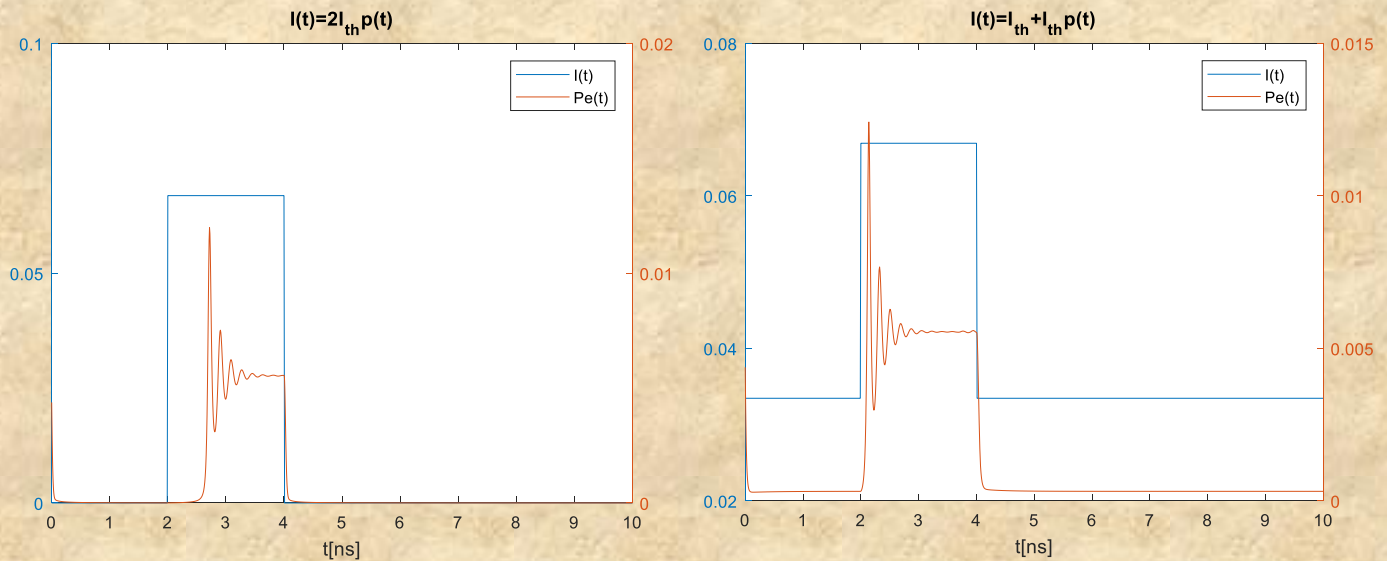 I(t)=2I_th p(t)
0.1
0.05
0
0.02
0.01
0
I(t)
Pe(t)
0 1 2 3 4 5 6 7 8 9 10
t[ns]
I(t)=I_th+I_th p(t)
0.08
0.06
0.04
0.02
0.015
0.01
0.005
0
I(t)
Pe(t)
0 1 2 3 4 5 6 7 8 9 10
t[ns]